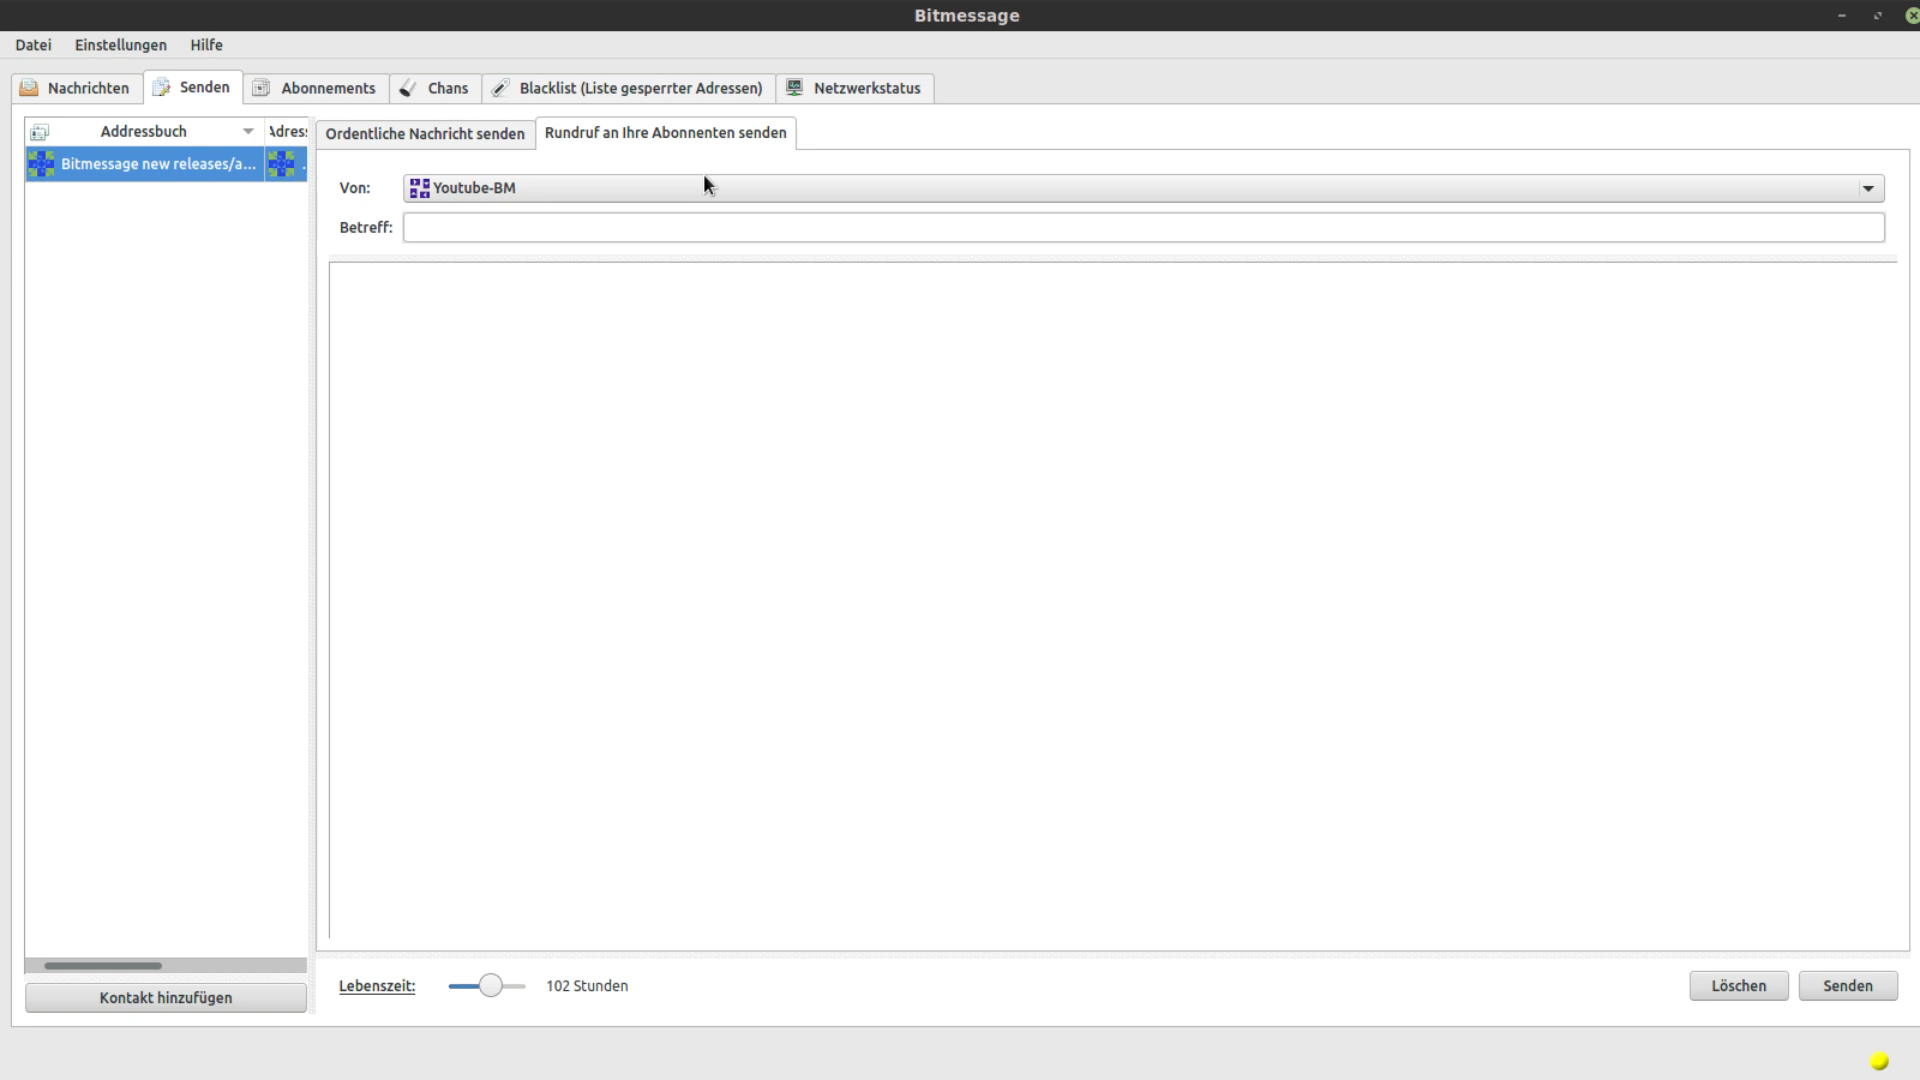 Bitmessage
Datei Einstellungen Hilfe
Nachrichten Senden Abonnements Chans Blacklist (Liste gesperrter Adressen) Netzwerkstatus
Addressbuch Adress
Ordentliche Nachricht senden Rundruf an Ihre Abonnenten senden
Bitmessage new releases/a... .
Von: Youtube-BM
Betreff:
Lebenszeit: 102 Stunden Löschen Senden
Kontakt hinzufügen